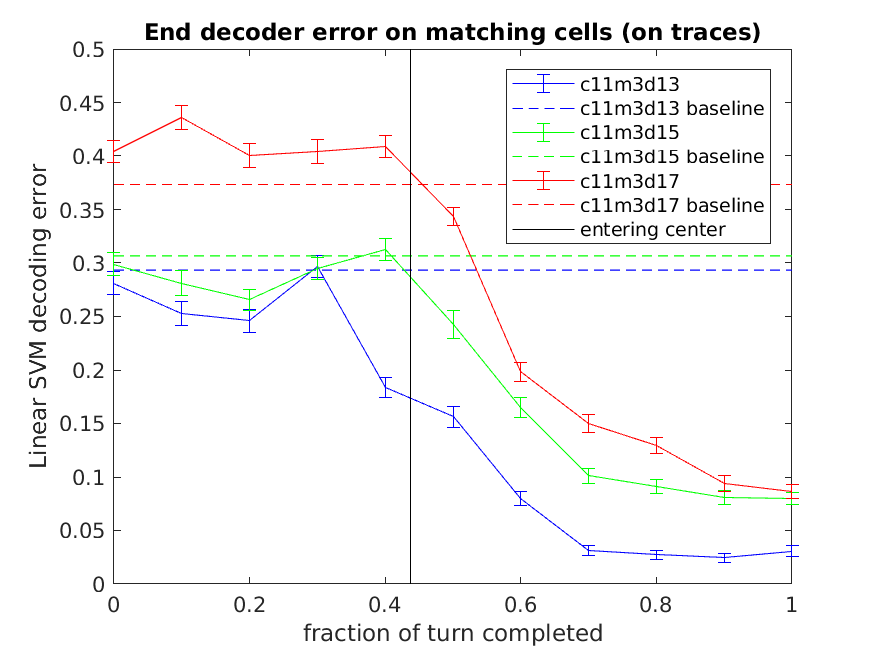 End decoder error on matching cells (on traces)
0.5
0.45
0.4
0.35
0.3
0.25
0.2
0.15
0.1
0.05
0
Linear SVM decoding error
c11m3d13
c11m3d13 baseline
c11m3d15
c11m3d15 baseline
c11m3d17
c11m3d17 baseline
entering center
0 0.2 0.4 0.6 0.8 1
fraction of turn completed